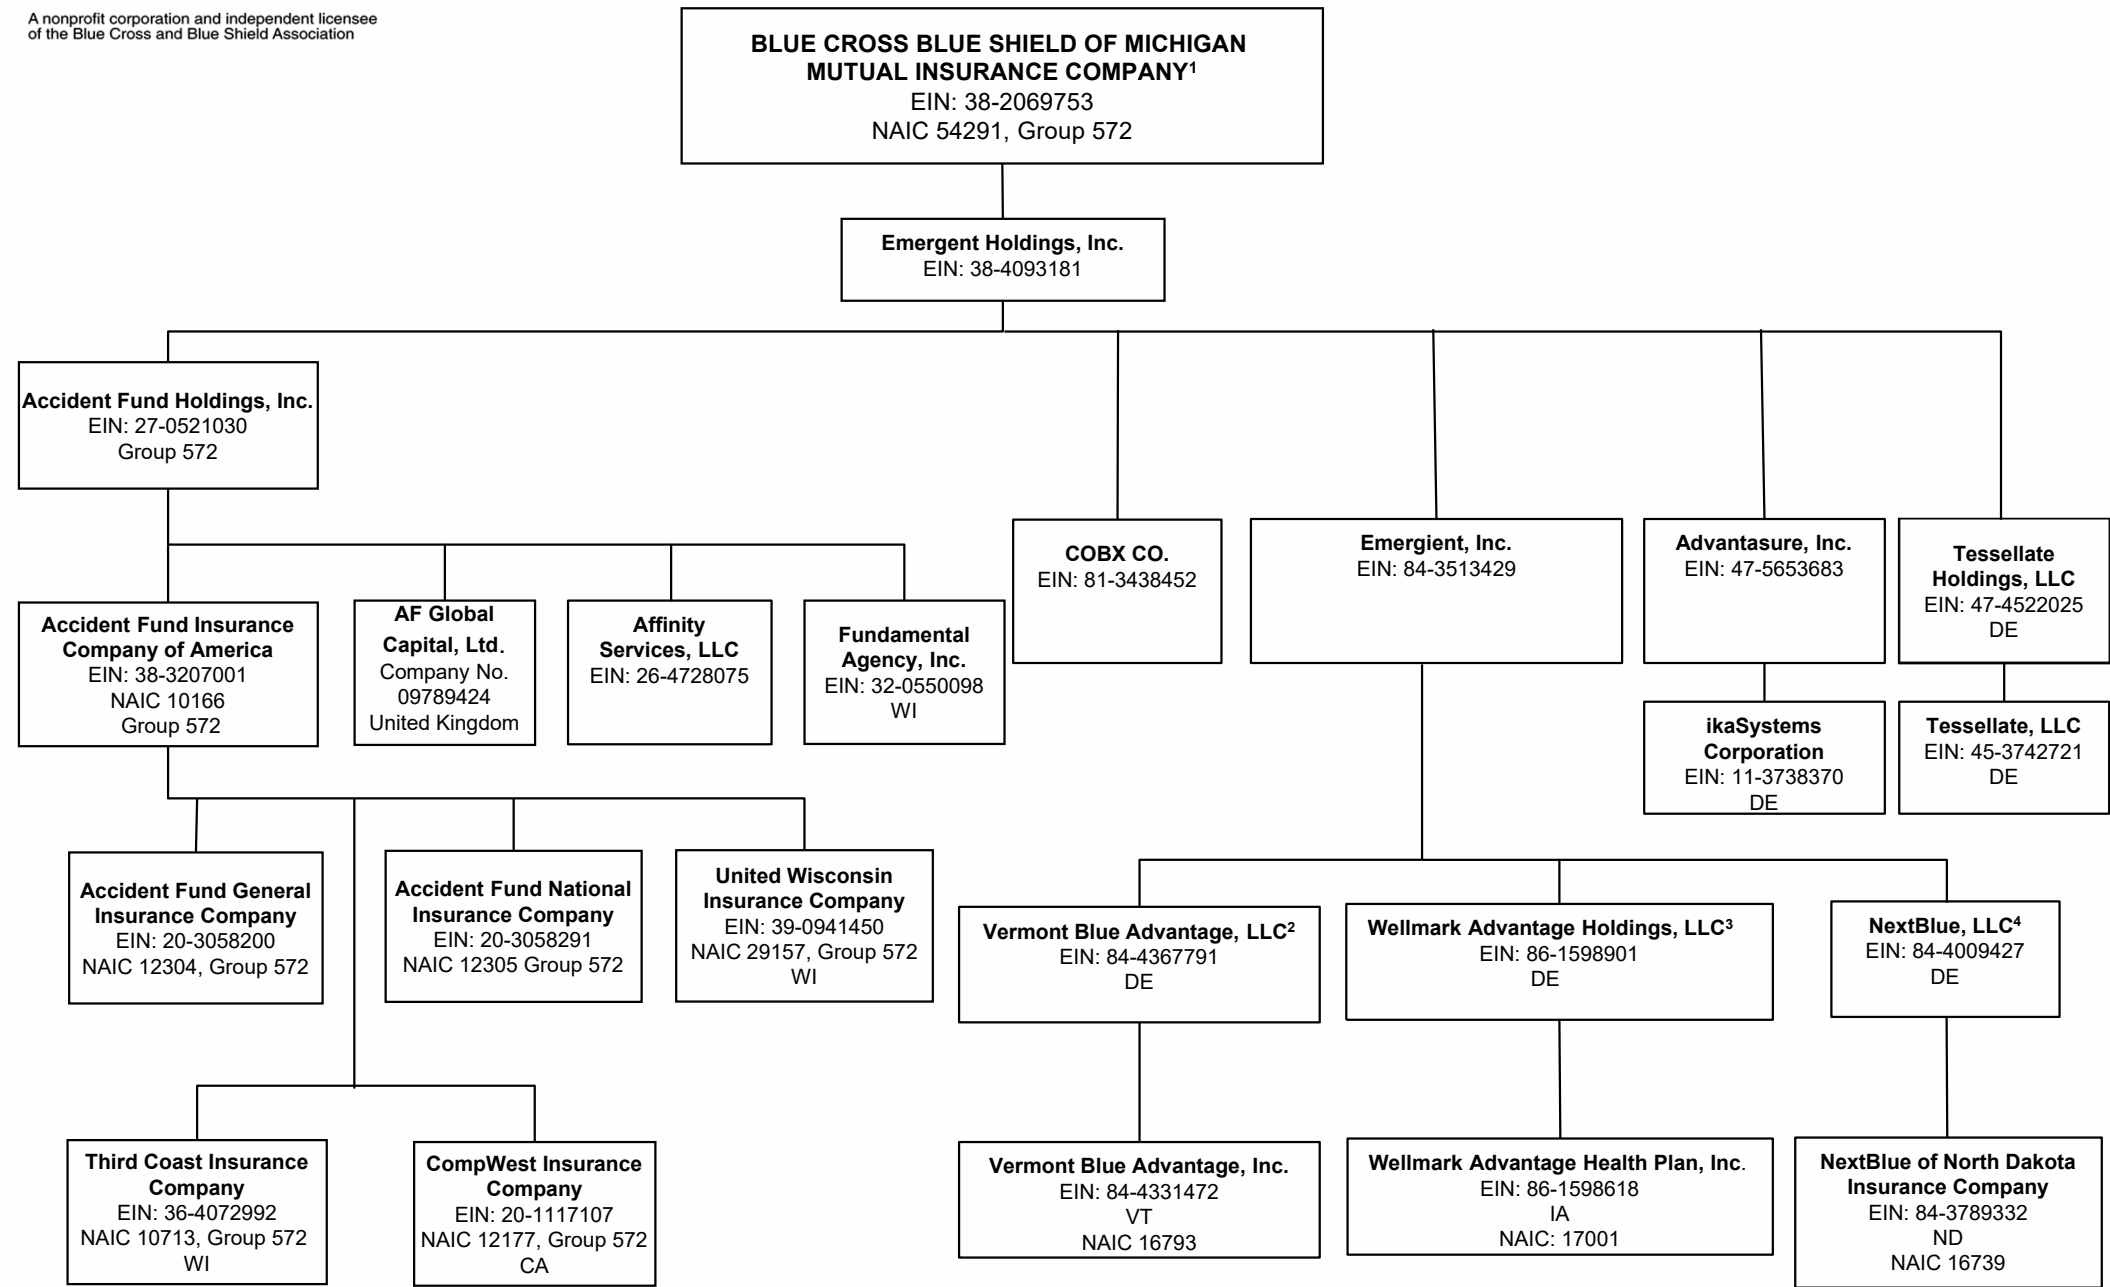 A nonprofit corporation and independent licensee
of the Blue Cross and Blue Shield Association
BLUE CROSS BLUE SHIELD OF MICHIGAN
MUTUAL INSURANCE COMPANY¹
EIN: 38-2069753
NAIC 54291, Group 572
Emergent Holdings, Inc.
EIN: 38-4093181
Accident Fund Holdings, Inc.
EIN: 27-0521030
Group 572
COBX CO.
EIN: 81-3438452
Emergient, Inc.
EIN: 84-3513429
Advantasure, Inc.
EIN: 47-5653683
Tessellate
Holdings, LLC
EIN: 47-4522025
DE
Accident Fund Insurance
Company of America
EIN: 38-3207001
NAIC 10166
Group 572
AF Global
Capital, Ltd.
Company No.
09789424
United Kingdom
Affinity
Services, LLC
EIN: 26-4728075
Fundamental
Agency, Inc.
EIN: 32-0550098
WI
ikaSystems
Corporation
EIN: 11-3738370
DE
Tessellate, LLC
EIN: 45-3742721
DE
Accident Fund General
Insurance Company
EIN: 20-3058200
NAIC 12304, Group 572
Accident Fund National
Insurance Company
EIN: 20-3058291
NAIC 12305 Group 572
United Wisconsin
Insurance Company
EIN: 39-0941450
NAIC 29157, Group 572
WI
Vermont Blue Advantage, LLC²
EIN: 84-4367791
DE
Wellmark Advantage Holdings, LLC³
EIN: 86-1598901
DE
NextBlue, LLC⁴
EIN: 84-4009427
DE
Third Coast Insurance
Company
EIN: 36-4072992
NAIC 10713, Group 572
WI
CompWest Insurance
Company
EIN: 20-1117107
NAIC 12177, Group 572
CA
Vermont Blue Advantage, Inc.
EIN: 84-4331472
VT
NAIC 16793
Wellmark Advantage Health Plan, Inc.
EIN: 86-1598618
IA
NAIC: 17001
NextBlue of North Dakota
Insurance Company
EIN: 84-3789332
ND
NAIC 16739